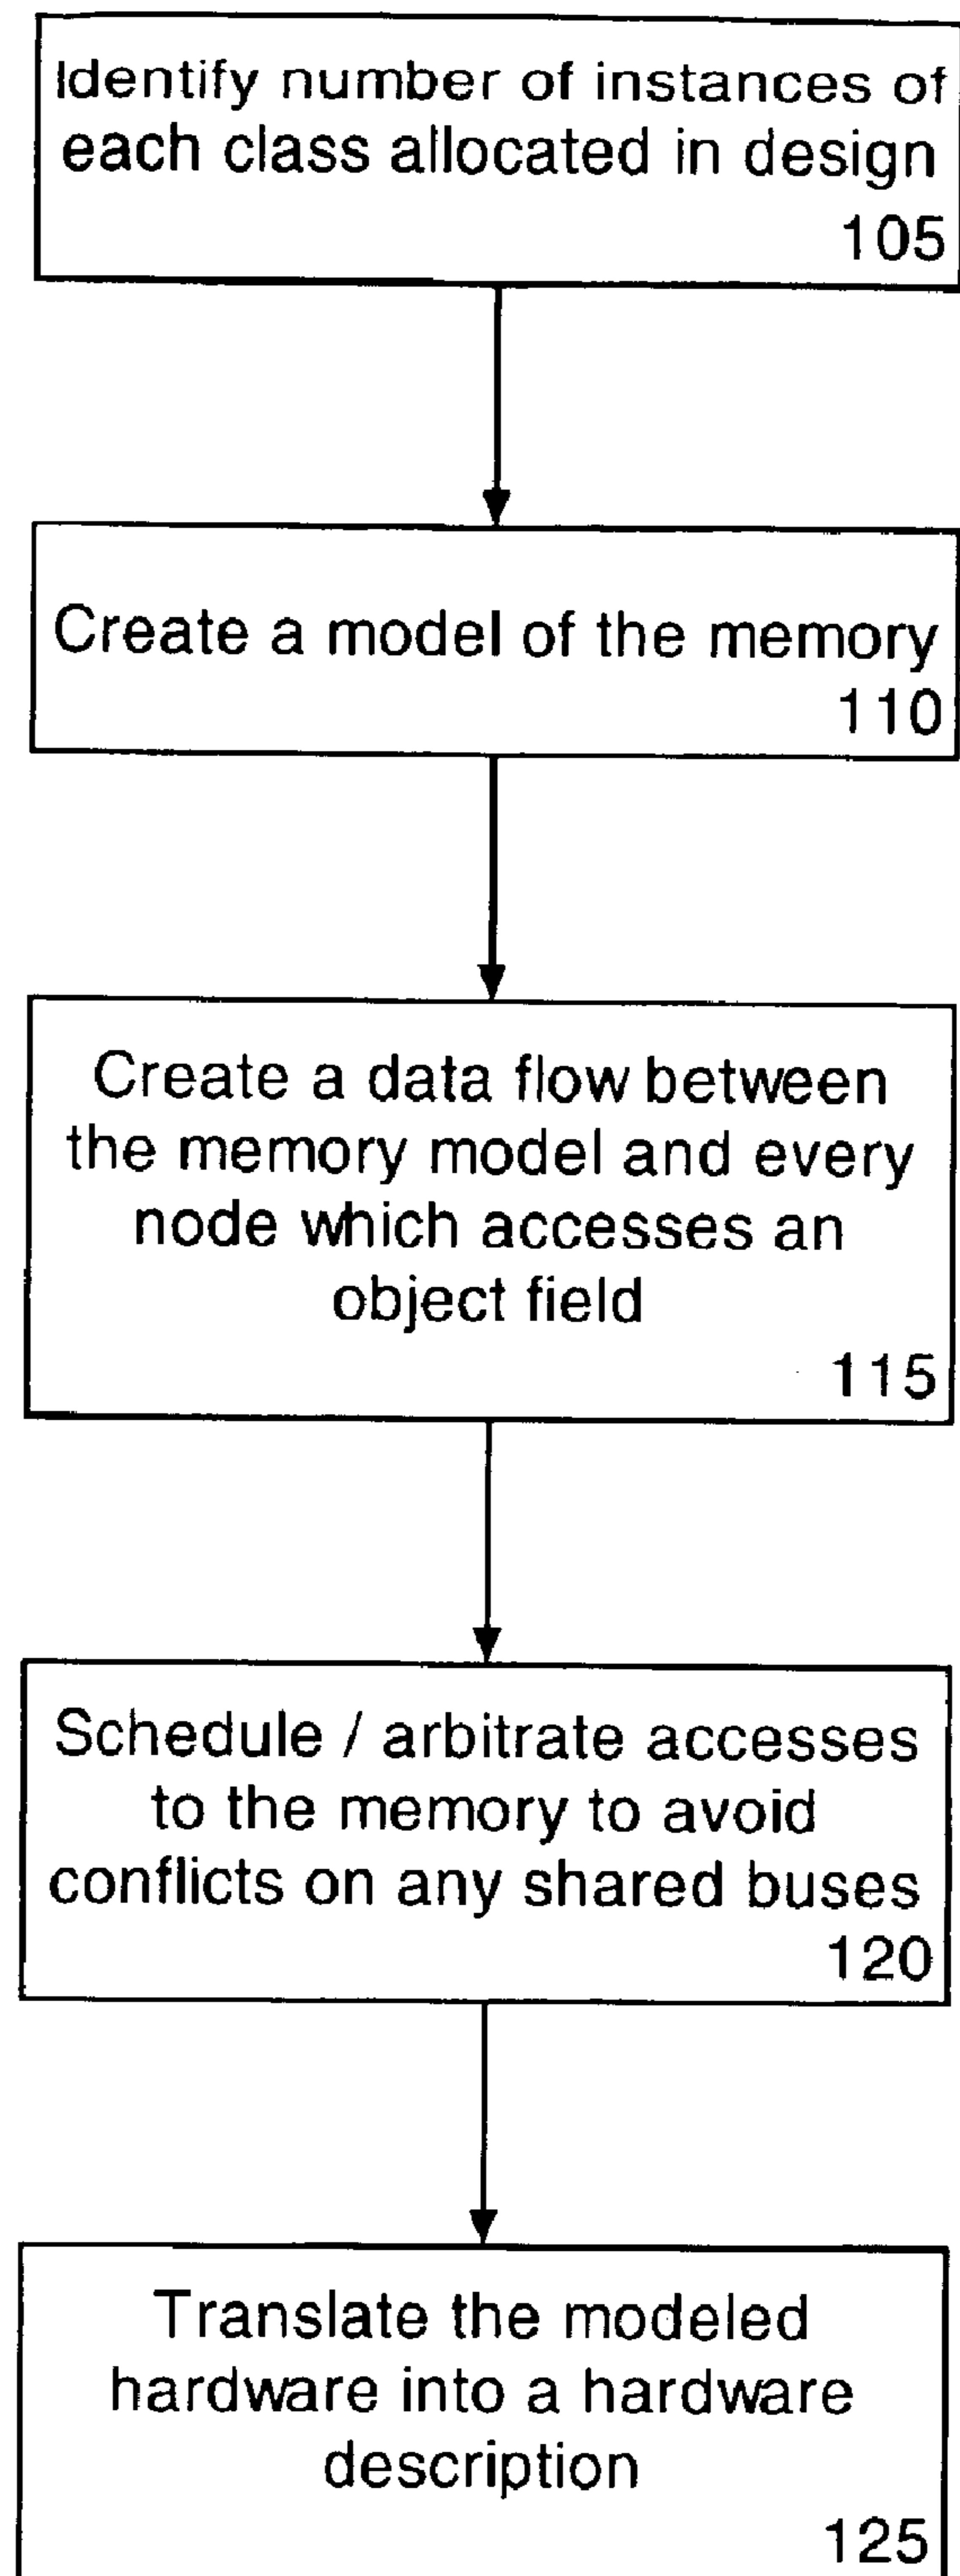 Identify number of instances of
each class allocated in design
105
Create a model of the memory
110
Create a data flow between
the memory model and every
node which accesses an
object field
115
Schedule / arbitrate accesses
to the memory to avoid
conflicts on any shared buses
120
Translate the modeled
hardware into a hardware
description
125